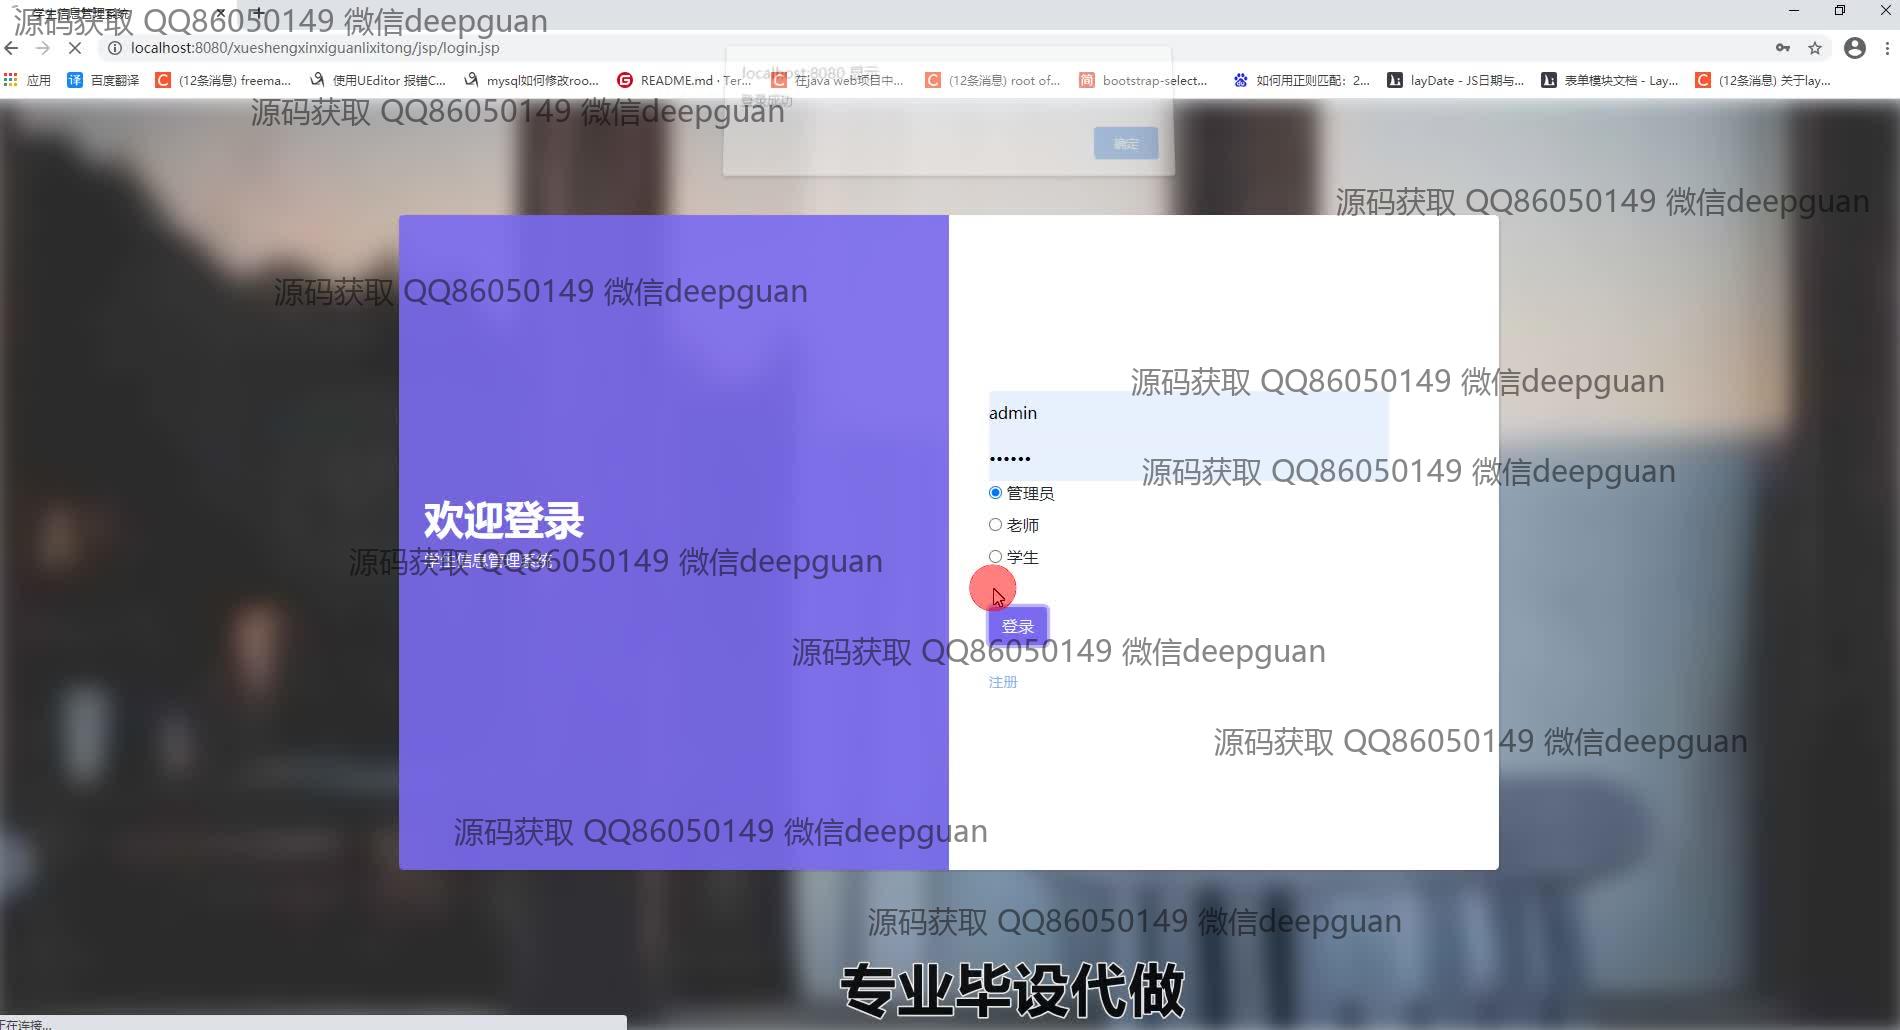 学生信息管理系统
源码获取 QQ86050149 微信deepguan
localhost:8080/xueshengxinxiguanlixitong/jsp/login.jsp
应用
百度翻译
(12条消息) freema...
使用UEditor 报错C...
mysql如何修改roo...
README.md · Ter...
在java web项目中...
(12条消息) root of...
bootstrap-select...
如何用正则匹配：2...
layDate - JS日期与...
表单模块文档 - Lay...
(12条消息) 关于lay...
localhost:8080 显示
登录成功
确定
源码获取 QQ86050149 微信deepguan
源码获取 QQ86050149 微信deepguan
源码获取 QQ86050149 微信deepguan
源码获取 QQ86050149 微信deepguan
admin
源码获取 QQ86050149 微信deepguan
管理员
老师
学生
欢迎登录
学生信息管理系统
源码获取 QQ86050149 微信deepguan
登录
源码获取 QQ86050149 微信deepguan
注册
源码获取 QQ86050149 微信deepguan
源码获取 QQ86050149 微信deepguan
源码获取 QQ86050149 微信deepguan
专业毕设代做
正在连接...